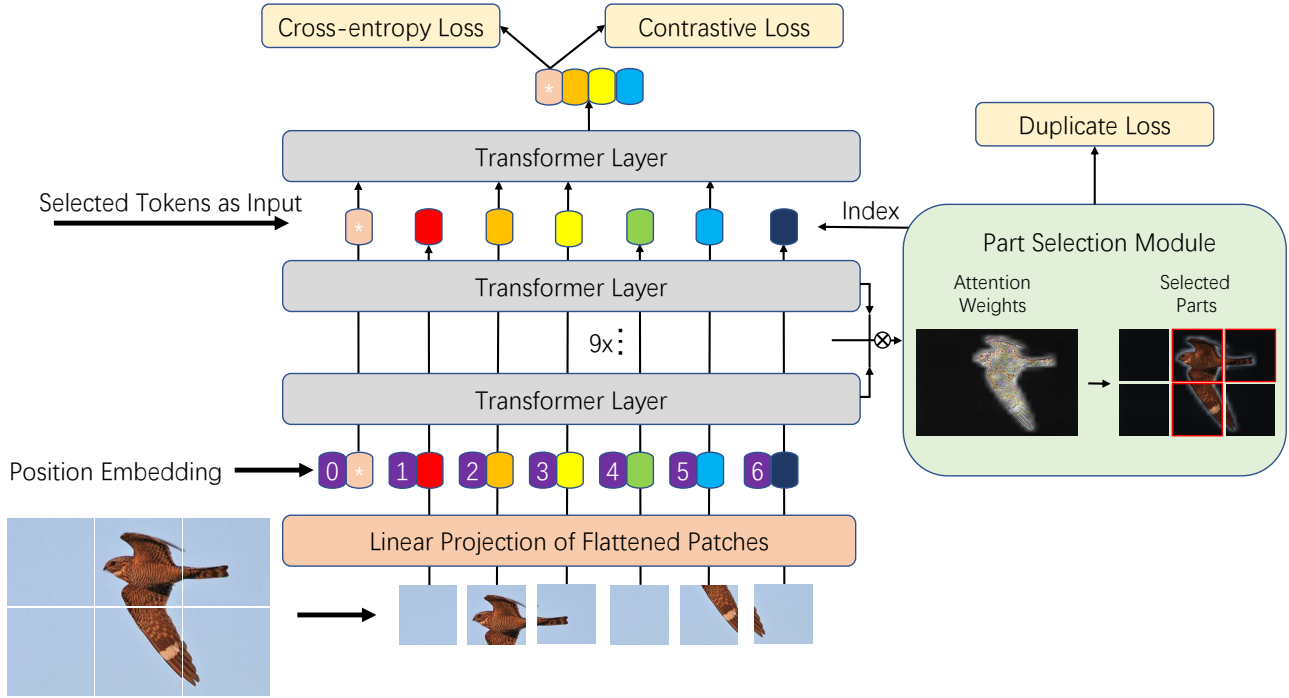 Cross-entropy Loss
Contrastive Loss
*
Duplicate Loss
Transformer Layer
Selected Tokens as Input
*
Index
Part Selection Module
Transformer Layer
Attention
Weights
Selected
Parts
9x
Transformer Layer
Position Embedding
0 * 1 2 3 4 5 6
Linear Projection of Flattened Patches